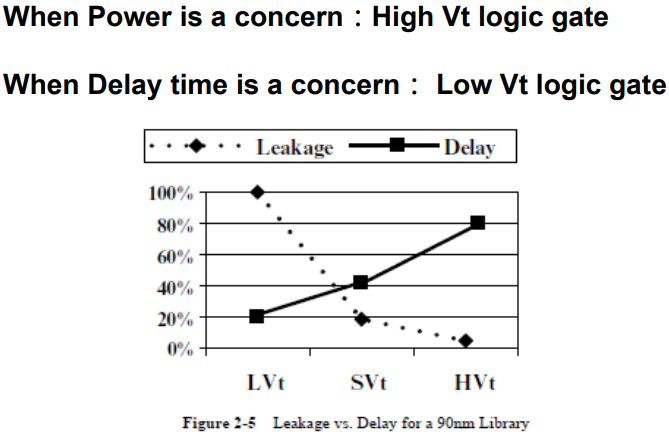 When Power is a concern：High Vt logic gate
When Delay time is a concern： Low Vt logic gate
Leakage Delay
100%
80%
60%
40%
20%
0%
LVt SVt HVt
Figure 2-5 Leakage vs. Delay for a 90nm Library